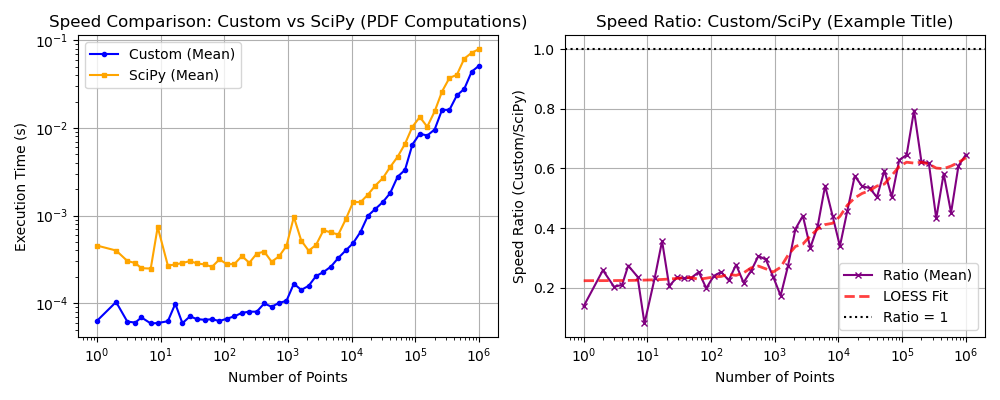 Speed Comparison: Custom vs SciPy (PDF Computations)
Custom (Mean)
SciPy (Mean)
Execution Time (s)
10⁻¹
10⁻²
10⁻³
10⁻⁴
10⁰ 10¹ 10² 10³ 10⁴ 10⁵ 10⁶
Number of Points
Speed Ratio: Custom/SciPy (Example Title)
Speed Ratio (Custom/SciPy)
1.0
0.8
0.6
0.4
0.2
Ratio (Mean)
LOESS Fit
Ratio = 1
10⁰ 10¹ 10² 10³ 10⁴ 10⁵ 10⁶
Number of Points